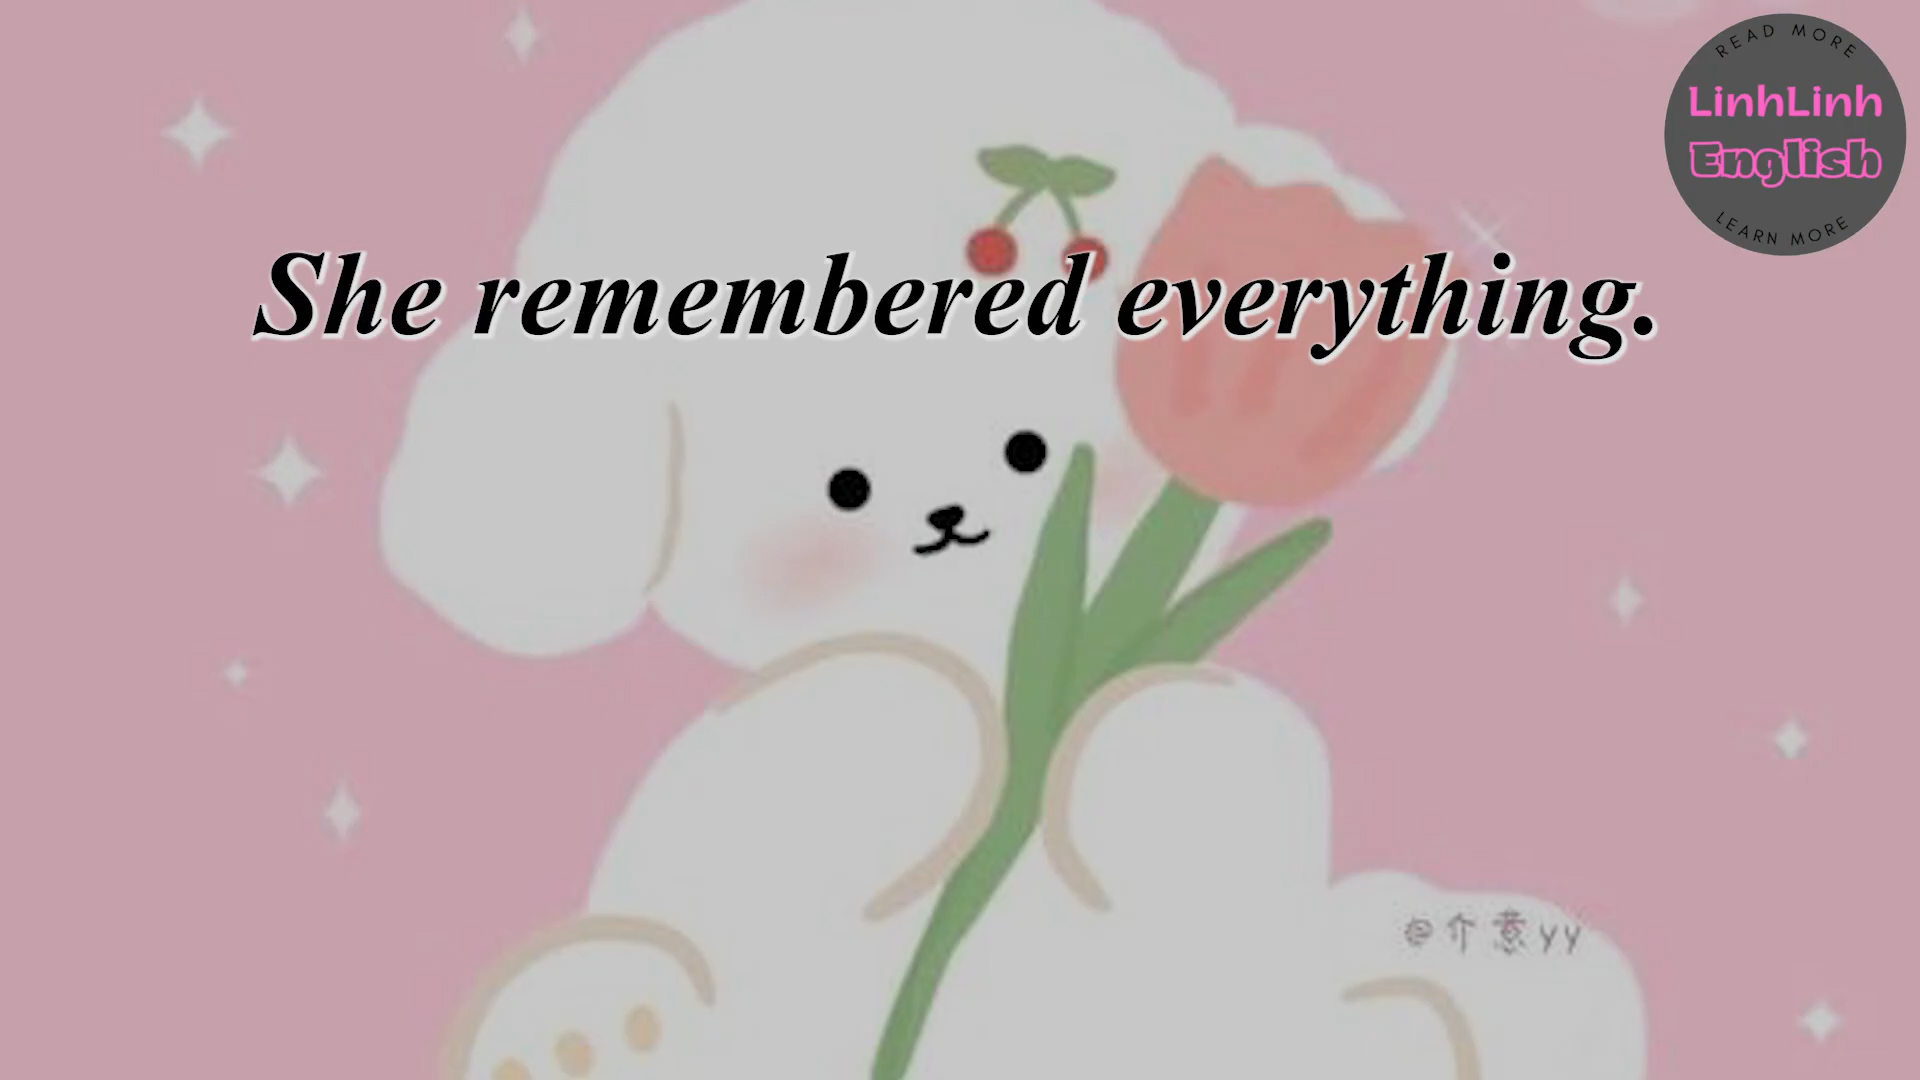 READ MORE
LinhLinh
English
LEARN MORE
She remembered everything.
@介意yy